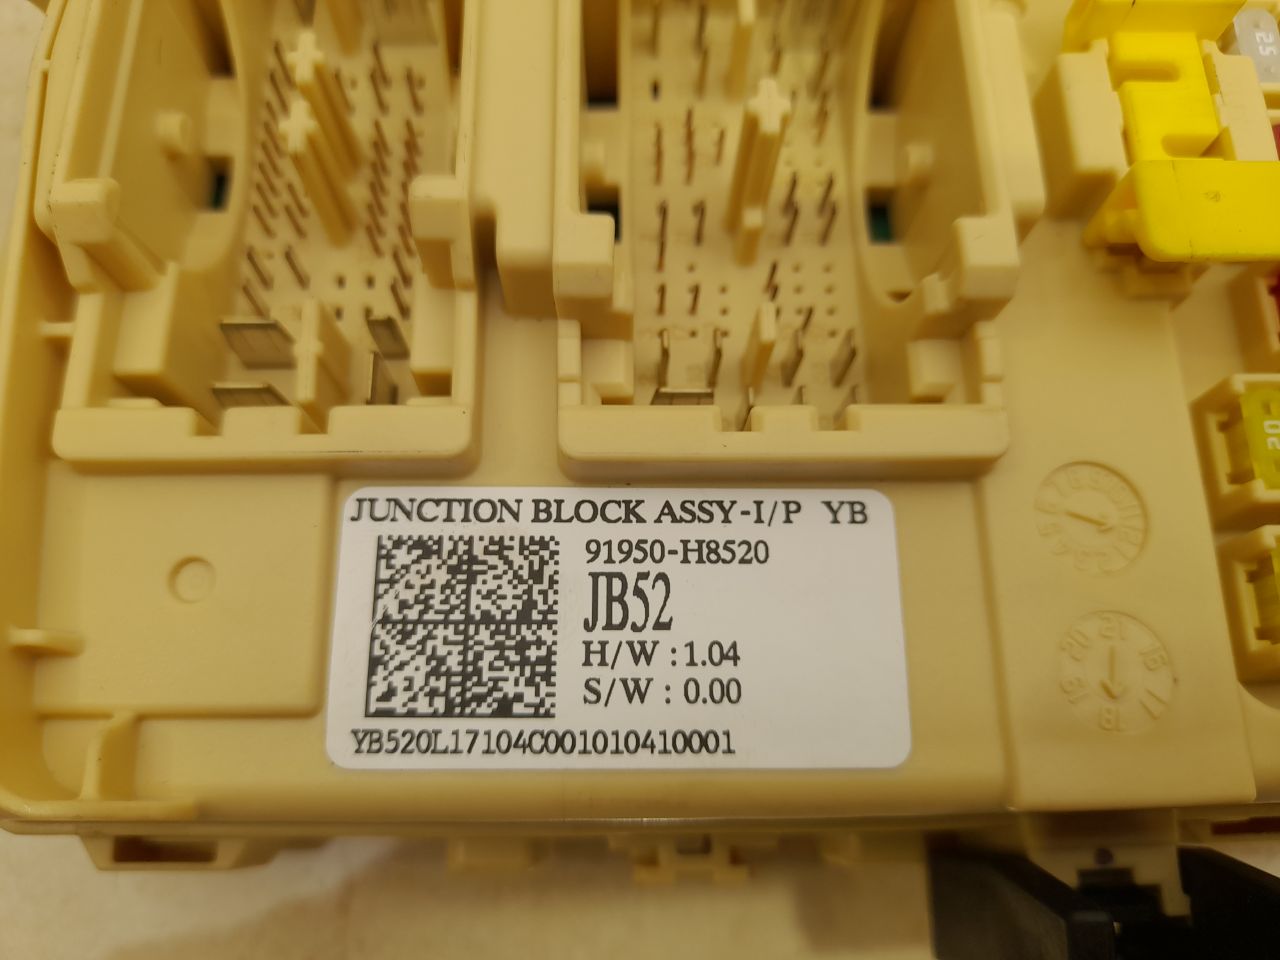 JUNCTION BLOCK ASSY-I/P YB
91950-H8520
JB52
H/W : 1.04
S/W : 0.00
YB520L17104C001010410001
25
20